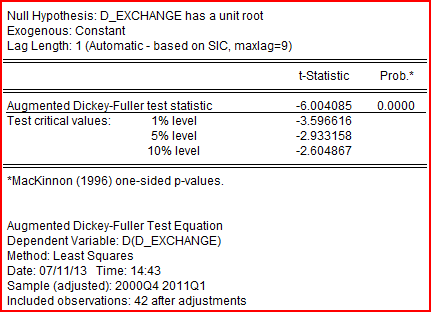 Null Hypothesis: D_EXCHANGE has a unit root
Exogenous: Constant
Lag Length: 1 (Automatic - based on SIC, maxlag=9)
t-Statistic Prob.*
Augmented Dickey-Fuller test statistic -6.004085 0.0000
Test critical values: 1% level -3.596616
5% level -2.933158
10% level -2.604867
*MacKinnon (1996) one-sided p-values.
Augmented Dickey-Fuller Test Equation
Dependent Variable: D(D_EXCHANGE)
Method: Least Squares
Date: 07/11/13 Time: 14:43
Sample (adjusted): 2000Q4 2011Q1
Included observations: 42 after adjustments